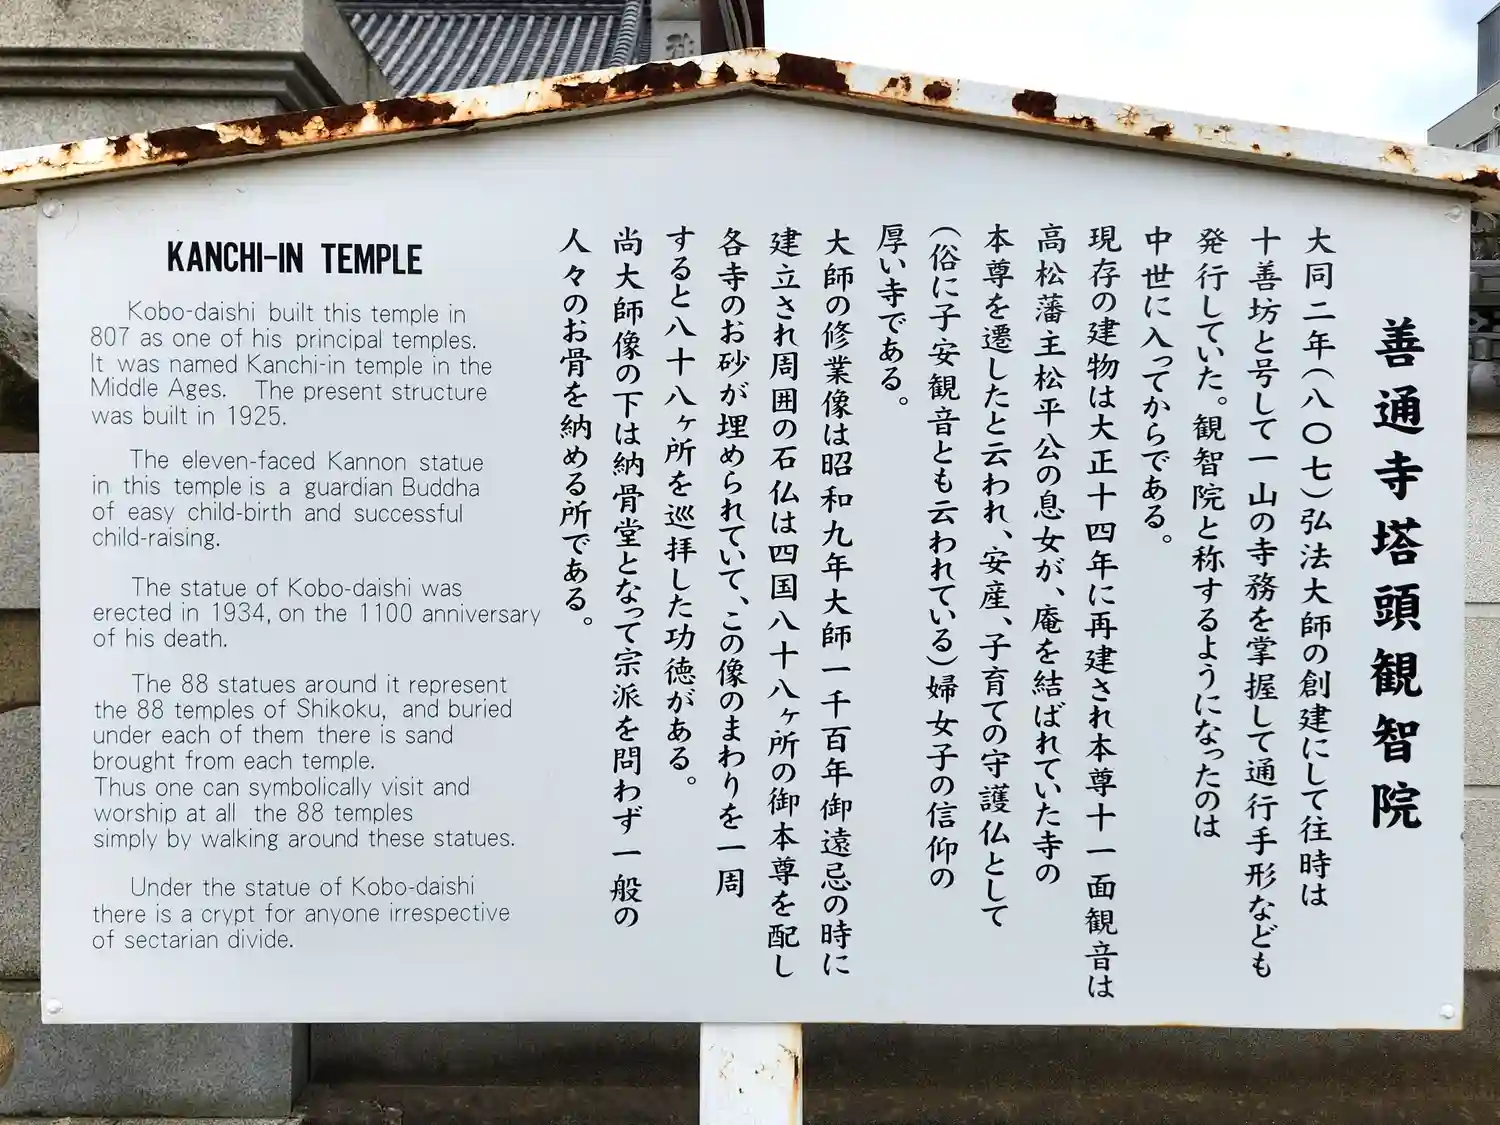 KANCHI-IN TEMPLE
Kobo-daishi built this temple in
807 as one of his principal temples.
It was named Kanchi-in temple in the
Middle Ages. The present structure
was built in 1925.
The eleven-faced Kannon statue
in this temple is a guardian Buddha
of easy child-birth and successful
child-raising.
The statue of Kobo-daishi was
erected in 1934, on the 1100 anniversary
of his death.
The 88 statues around it represent
the 88 temples of Shikoku, and buried
under each of them there is sand
brought from each temple.
Thus one can symbolically visit and
worship at all the 88 temples
simply by walking around these statues.
Under the statue of Kobo-daishi
there is a crypt for anyone irrespective
of sectarian divide.
善通寺塔頭観智院
大同二年(八〇七)弘法大師の創建にして往時は
十善坊と号して一山の寺務を掌握して通行手形なども
発行していた。観智院と称するようになったのは
中世に入ってからである。
現存の建物は大正十四年に再建され本尊十一面観音は
高松藩主松平公の息女が、庵を結ばれていた寺の
本尊を遷したと云われ、安産、子育ての守護仏として
(俗に子安観音とも云われている)婦女子の信仰の
厚い寺である。
大師の修業像は昭和九年大師一千百年御遠忌の時に
建立され周囲の石仏は四国八十八ヶ所の御本尊を配し
各寺のお砂が埋められていて、この像のまわりを一周
すると八十八ヶ所を巡拝した功徳がある。
尚大師像の下は納骨堂となって宗派を問わず一般の
人々のお骨を納める所である。